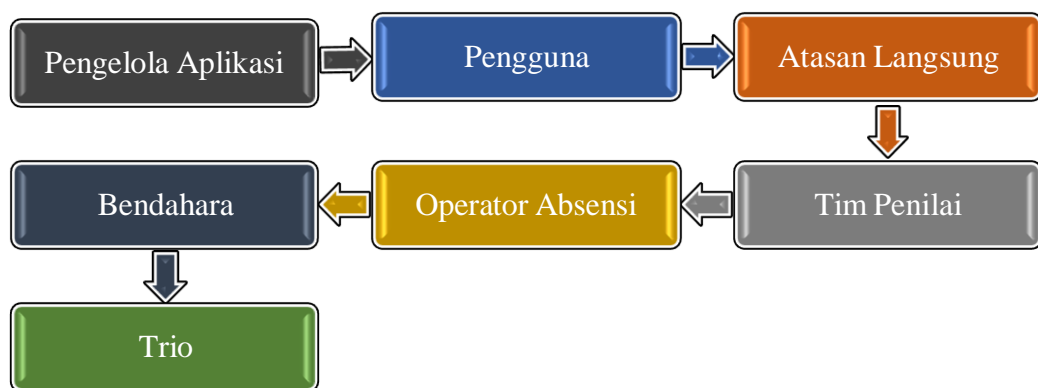 Pengelola Aplikasi
Pengguna
Atasan Langsung
Tim Penilai
Operator Absensi
Bendahara
Trio